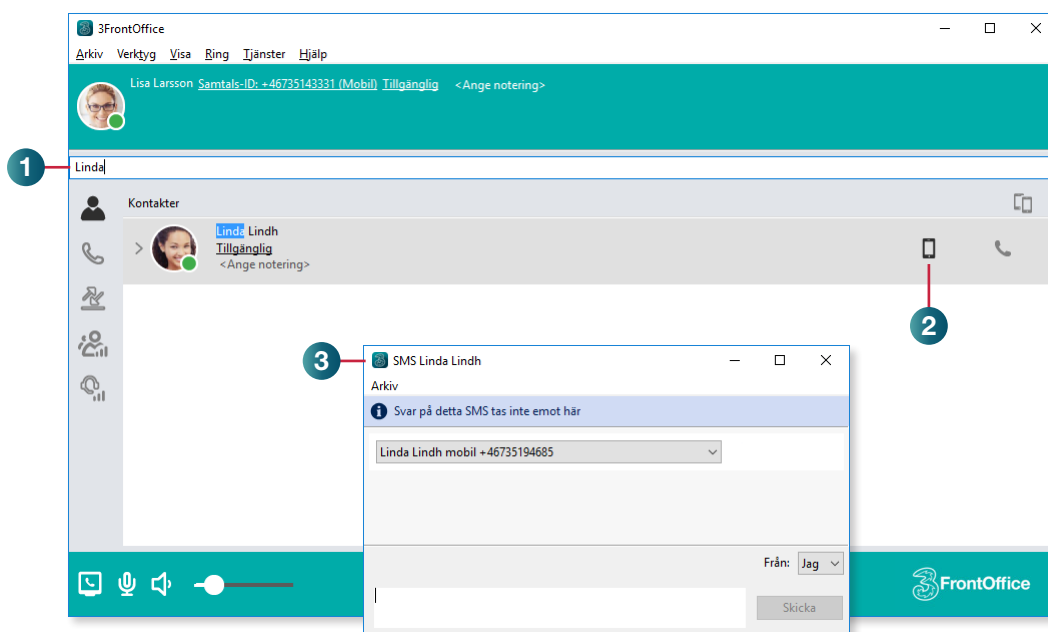 3FrontOffice
Arkiv Verktyg Visa Ring Tjänster Hjälp
Lisa Larsson Samtals-ID: +46735143331 (Mobil) Tillgänglig <Ange notering>
1
Linda
Kontakter
Linda Lindh
Tillgänglig
<Ange notering>
2
3
SMS Linda Lindh
Arkiv
Svar på detta SMS tas inte emot här
Linda Lindh mobil +46735194685
Från: Jag
Skicka
3FrontOffice